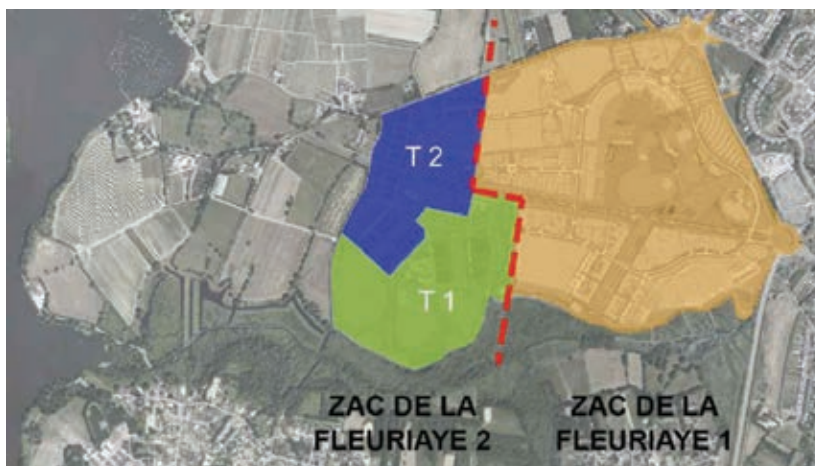 T 2
T 1
ZAC DE LA
FLEURIAYE 2
ZAC DE LA
FLEURIAYE 1